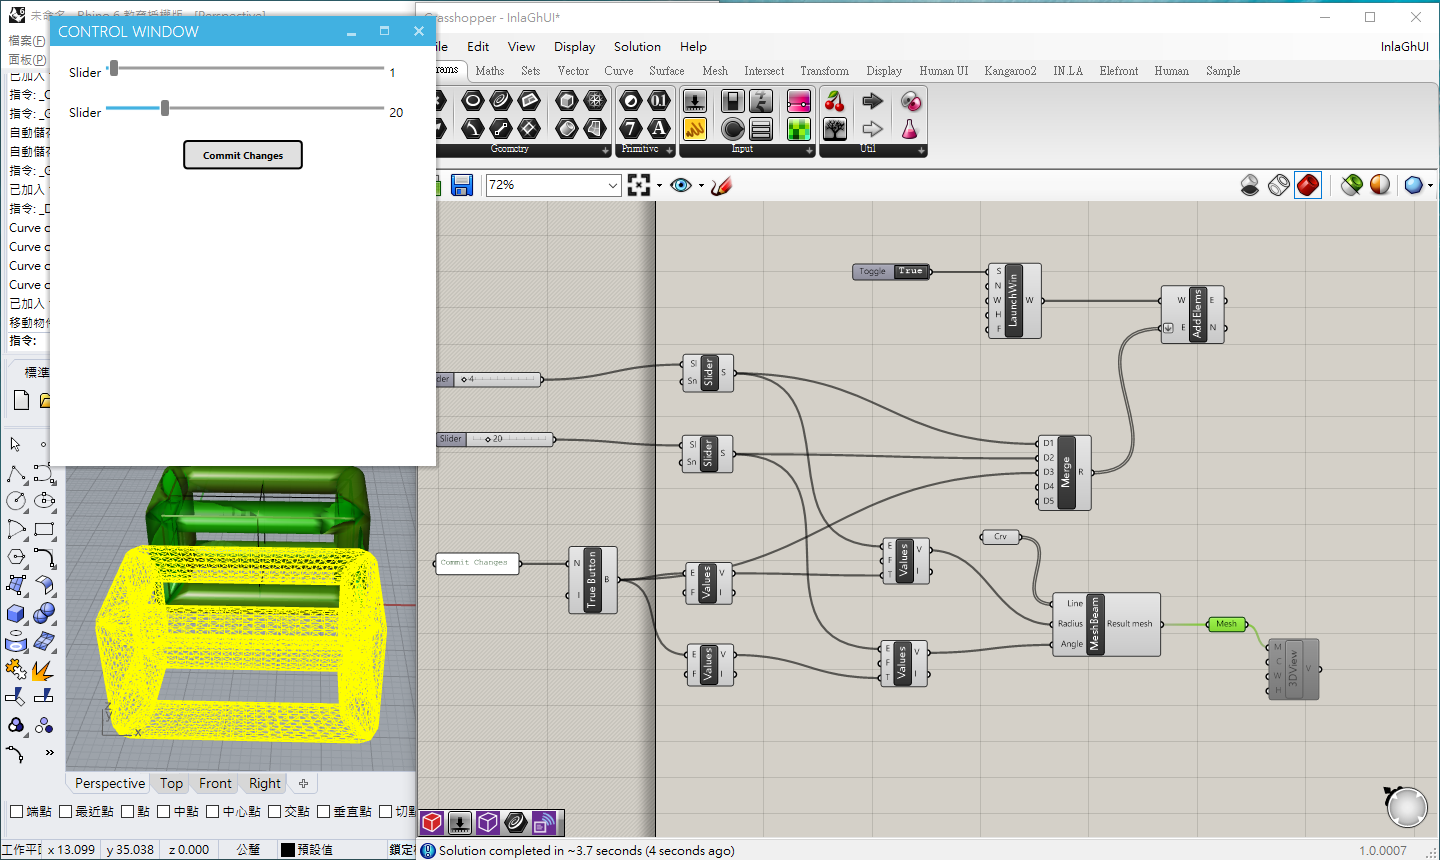 未命名 - Rhino 6 教育授權版 - [Perspective]
檔案(F)
面板(P)
已加入
指令: _C
指令: _G
自動儲存
自動儲存
指令: _G
已加入
指令: _D
Curve c
Curve c
Curve c
Curve c
已加入
移動物件
指令:
標準
CONTROL WINDOW
Slider 1
Slider 20
Commit Changes
Perspective Top Front Right
端點 最近點 點 中點 中心點 交點 垂直點 切點
工作平面 x 13.099 y 35.038 z 0.000 公釐 預設值 鎖定
Grasshopper - InlaGhUI*
File Edit View Display Solution Help InlaGhUI
Params Maths Sets Vector Curve Surface Mesh Intersect Transform Display Human UI Kangaroo2 IN.LA Elefront Human Sample
Geometry Primitive Input Util
72%
Toggle True
S
N
W
H
F
LaunchWin
W
W
E
AddElems
E
N
Slider 4
Sl
Sn
Slider
S
Slider 20
Sl
Sn
Slider
S
D1
D2
D3
D4
D5
Merge
R
Commit Changes
N
I
TrueButton
B
E
F
Values
V
I
E
F
Values
V
I
E
F
T
Values
V
I
E
F
T
Values
V
I
Crv
Line
Radius
Angle
MeshBeam
Result mesh
Mesh
M
C
W
H
3DView
V
z
y
x
Solution completed in ~3.7 seconds (4 seconds ago)
1.0.0007